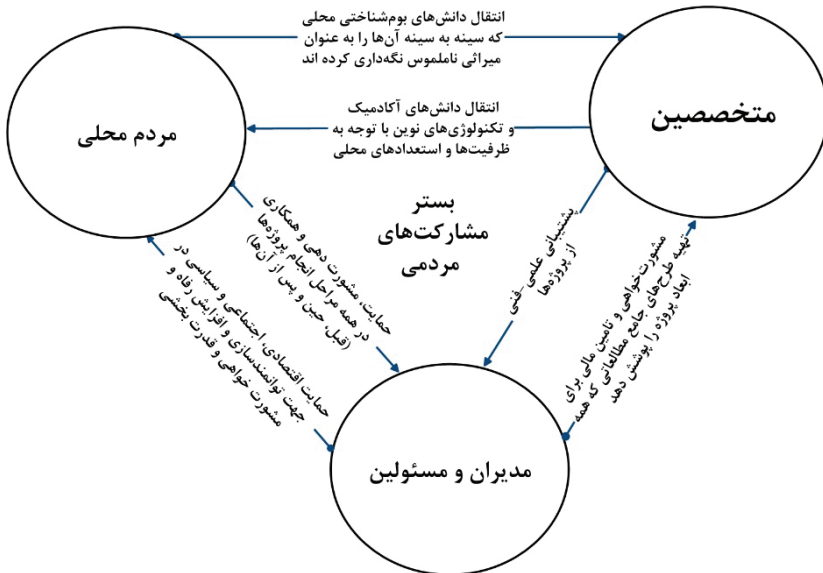 انتقال دانش‌های بوم‌شناختی محلی
که سینه به سینه آن‌ها را به عنوان
میراثی ناملموس نگه‌داری کرده اند
متخصصین
مردم محلی
انتقال دانش‌های آکادمیک
و تکنولوژی‌های نوین با توجه به
ظرفیت‌ها و استعدادهای محلی
بستر
مشارکت‌های
مردمی
پشتیبانی علمی -فنی
از پروژه‌ها
مشورت‌خواهی و تامین مالی برای
تهیه طرح‌های جامع مطالعاتی که همه
ابعاد پروژه را پوشش دهد
حمایت، مشورت دهی و همکاری
در همه مراحل انجام پروژه‌ها
(قبل، حین و پس از آن‌ها)
حمایت اقتصادی، اجتماعی و سیاسی در
جهت توانمندسازی و افزایش رفاه و
مشورت خواهی و قدرت بخشی
مدیران و مسئولین